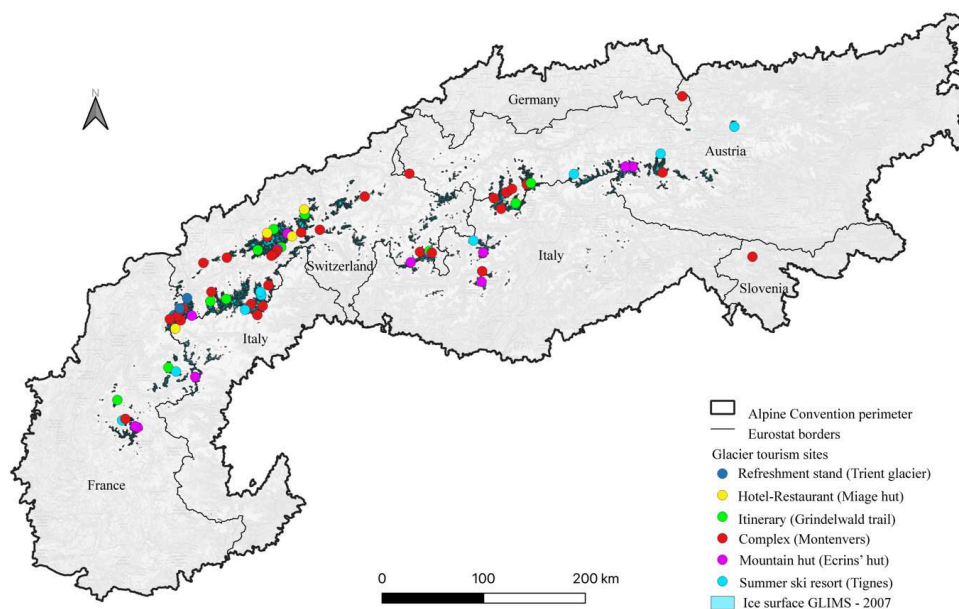 Germany
Austria
Switzerland
Italy
Slovenia
Italy
France
Alpine Convention perimeter
Eurostat borders
Glacier tourism sites
Refreshment stand (Trient glacier)
Hotel-Restaurant (Miage hut)
Itinerary (Grindelwald trail)
Complex (Montenvers)
Mountain hut (Ecrins' hut)
Summer ski resort (Tignes)
Ice surface GLIMS - 2007
0 100 200 km